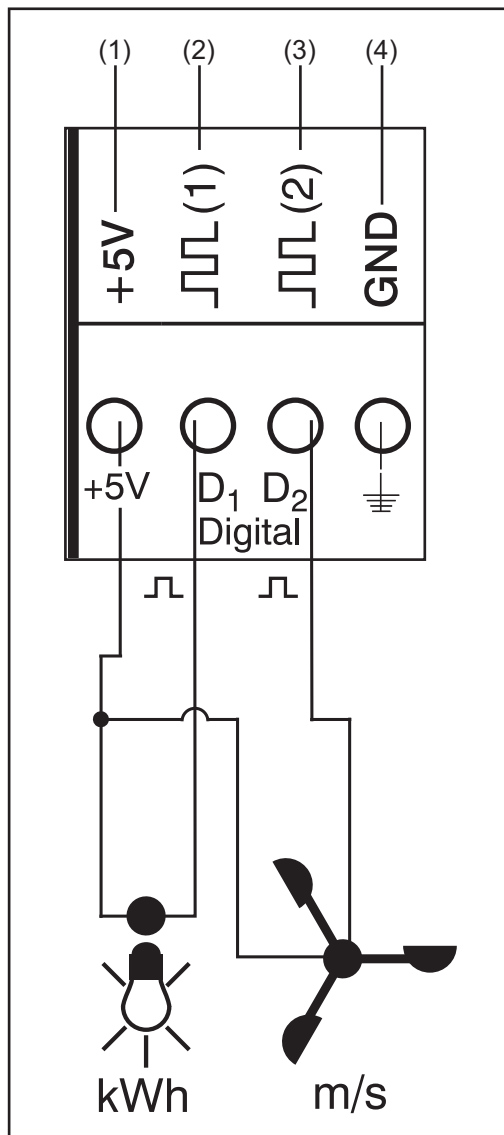 (1) (2) (3) (4)
+5V (1) (2) GND
+5V D₁ D₂
Digital
kWh m/s